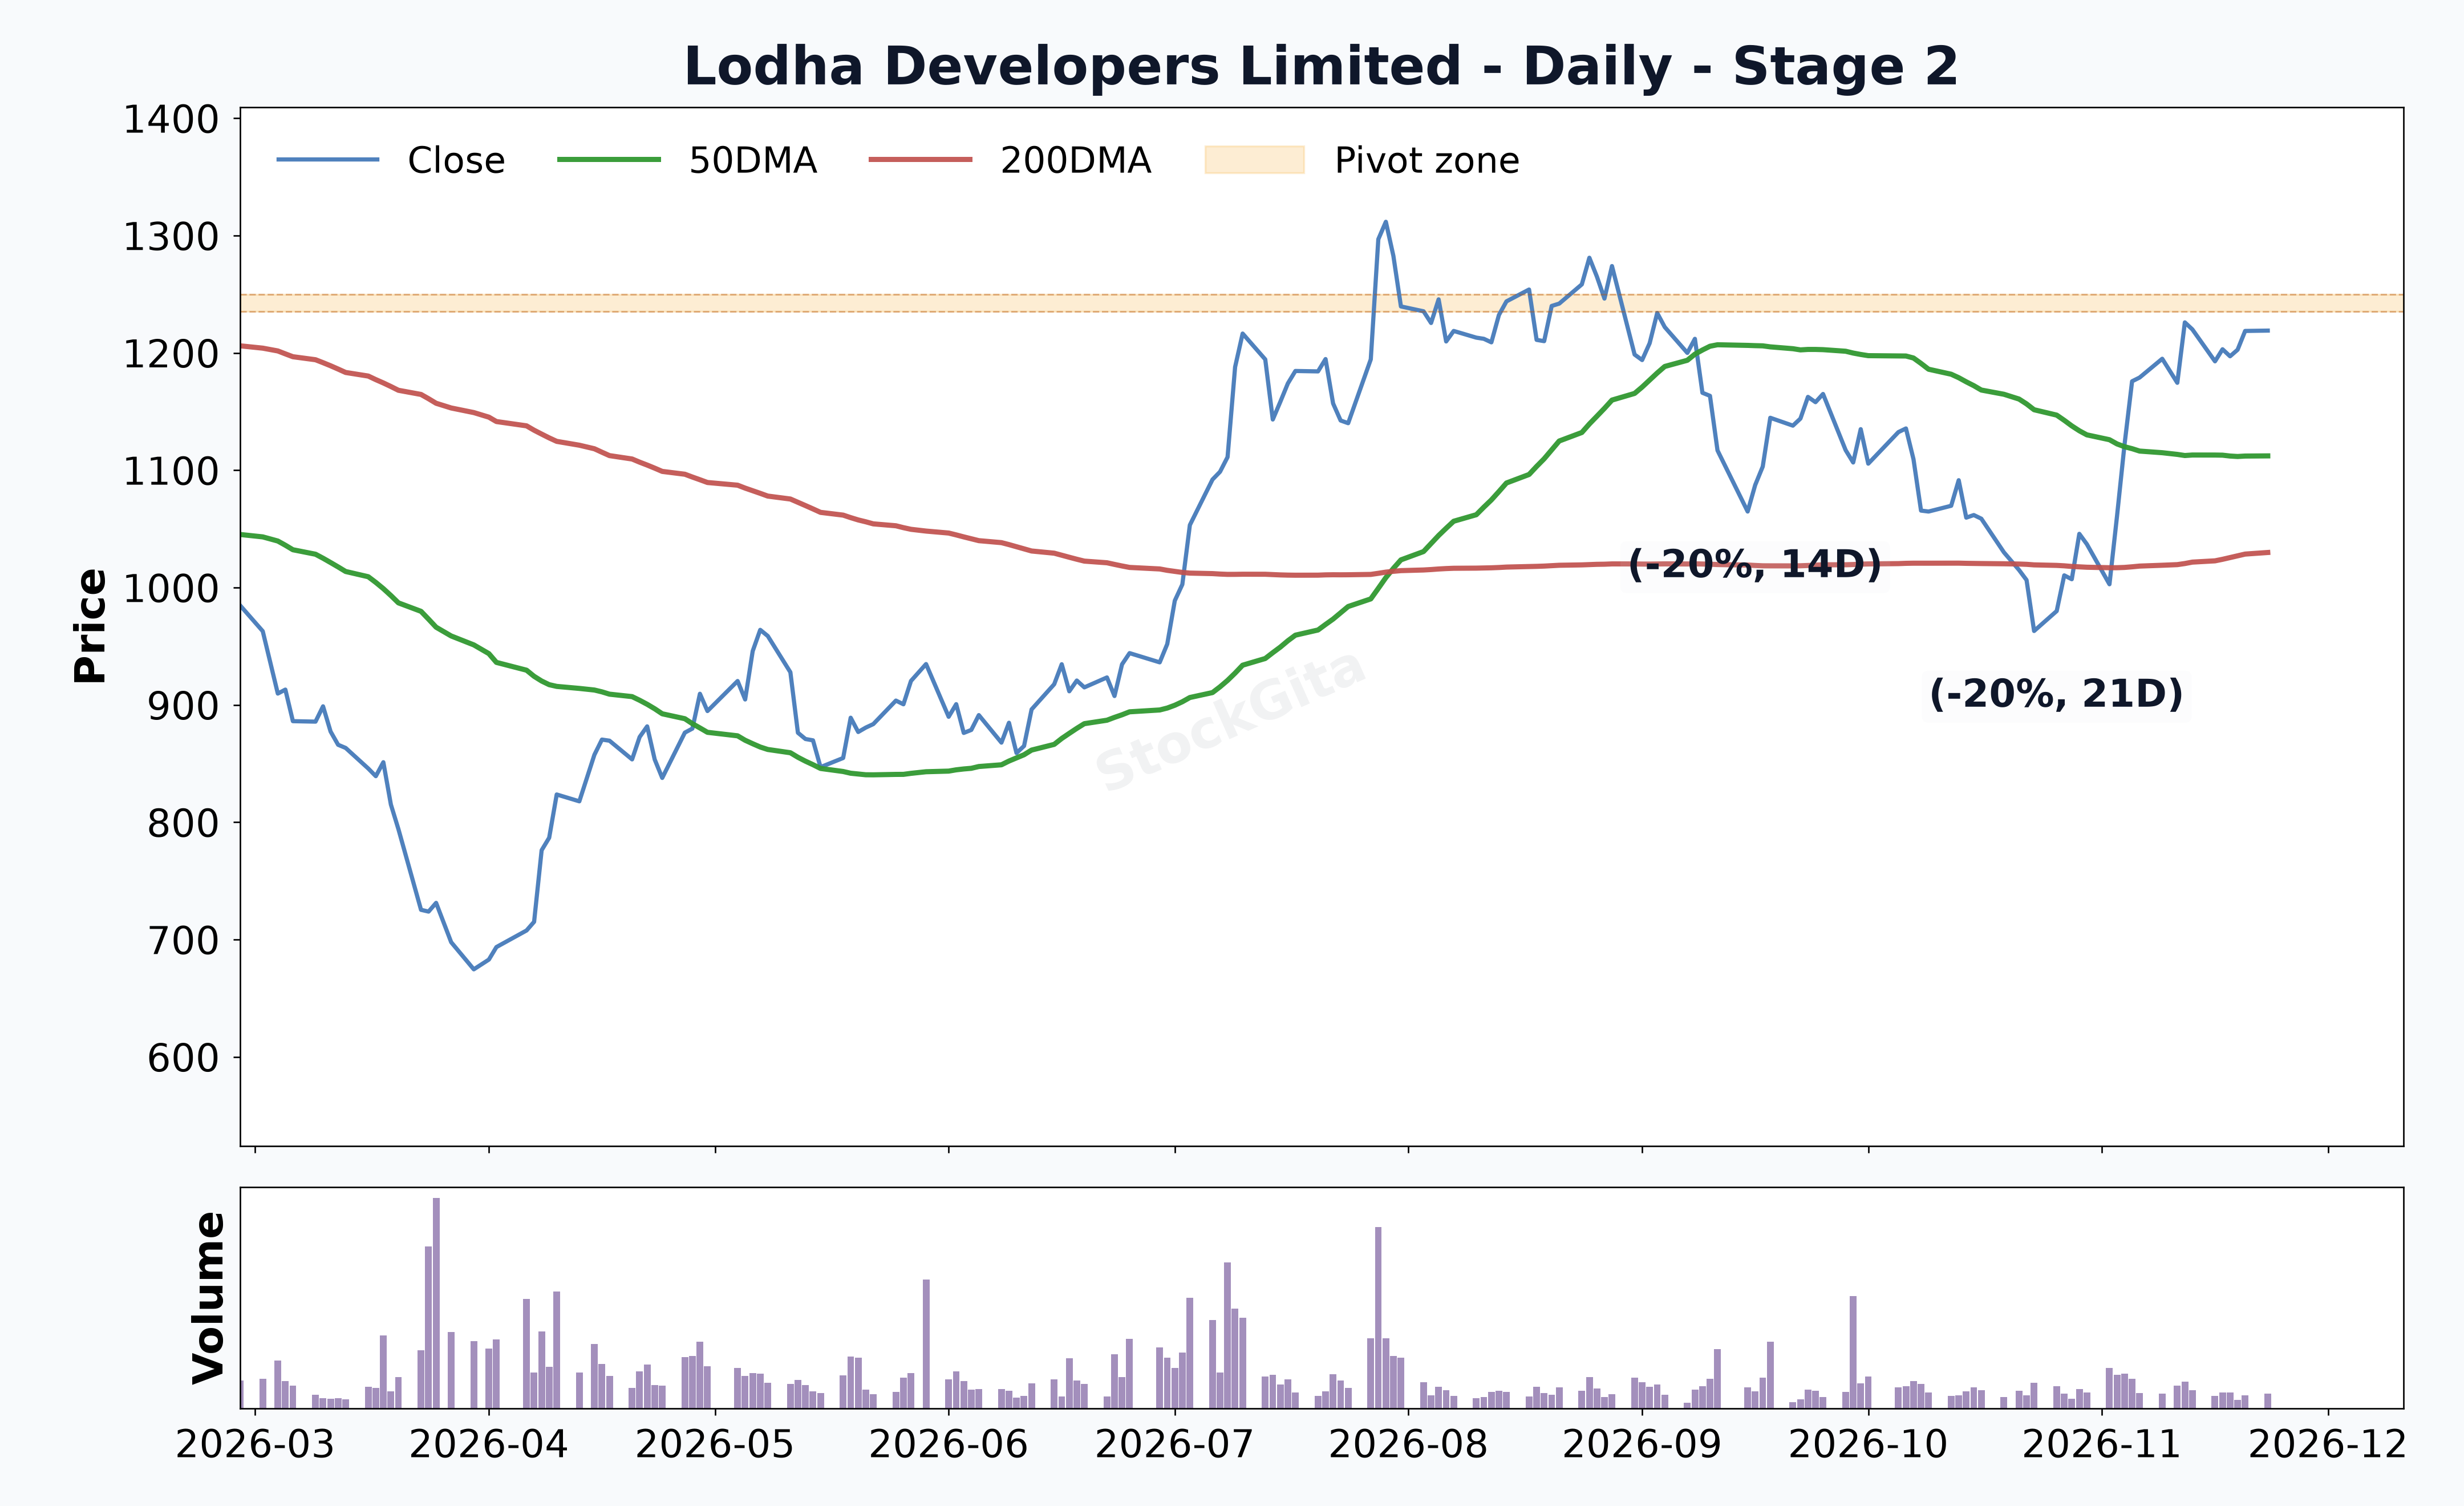 Lodha Developers Limited - Daily - Stage 2
Close 50DMA 200DMA Pivot zone
Price
1400
1300
1200
1100
1000
900
800
700
600
(-20%, 14D)
(-20%, 21D)
StockGita
Volume
2026-03 2026-04 2026-05 2026-06 2026-07 2026-08 2026-09 2026-10 2026-11 2026-12